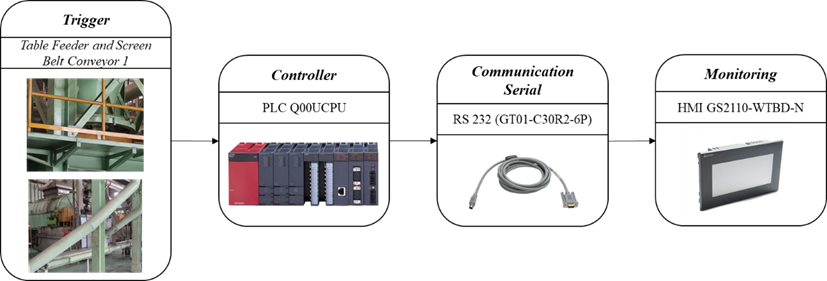 Trigger
Table Feeder and Screen
Belt Conveyor 1
Controller
PLC Q00UCPU
Communication
Serial
RS 232 (GT01-C30R2-6P)
Monitoring
HMI GS2110-WTBD-N